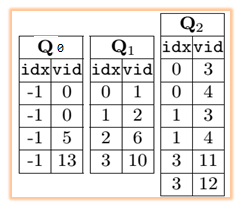 Q 0
idx vid
-1 0
-1 0
-1 5
-1 13
Q1
idx vid
0 1
1 2
2 6
3 10
Q2
idx vid
0 3
0 4
1 3
1 4
3 11
3 12